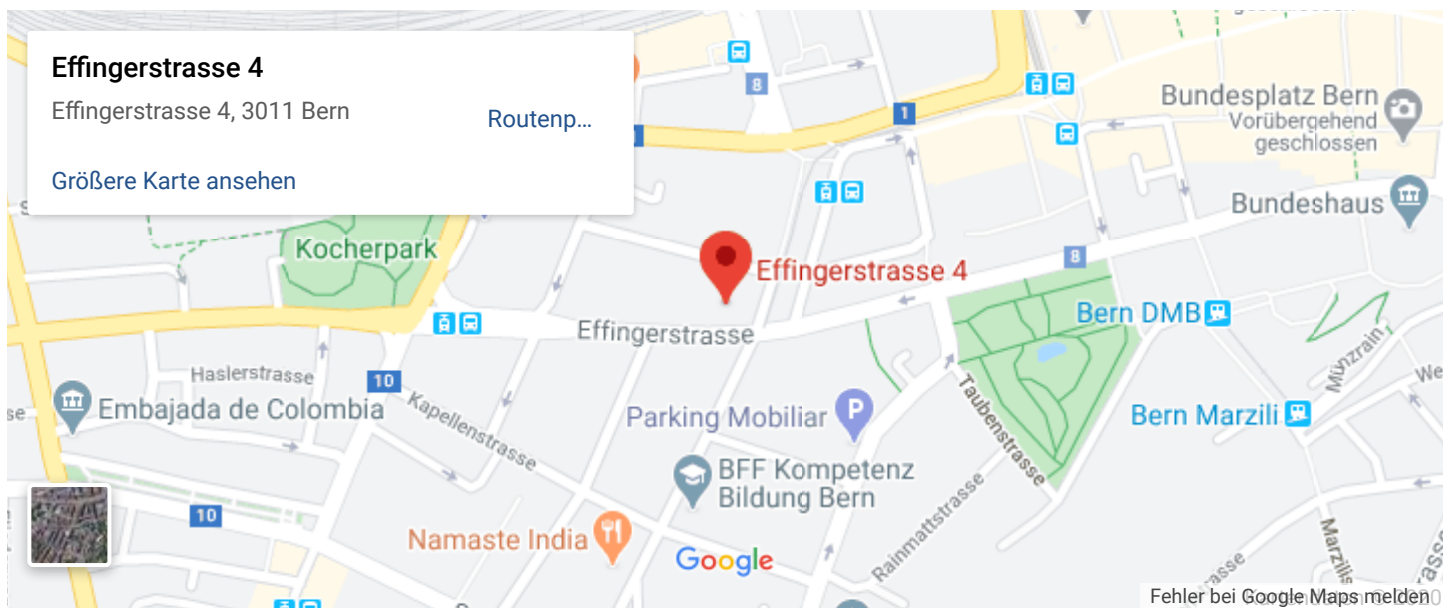 Effingerstrasse 4
Effingerstrasse 4, 3011 Bern
Routenp...
Größere Karte ansehen
8
1
Bundesplatz Bern
Vorübergehend
geschlossen
Bundeshaus
Kocherpark
Effingerstrasse 4
8
Bern DMB
Effingerstrasse
Haslerstrasse
10
Münzrain
Embajada de Colombia
Kapellenstrasse
Parking Mobiliar
P
Taubenstrasse
Bern Marzili
BFF Kompetenz
Bildung Bern
10
Namaste India
Google
Rainmattstrasse
Fehler bei Google Maps melden